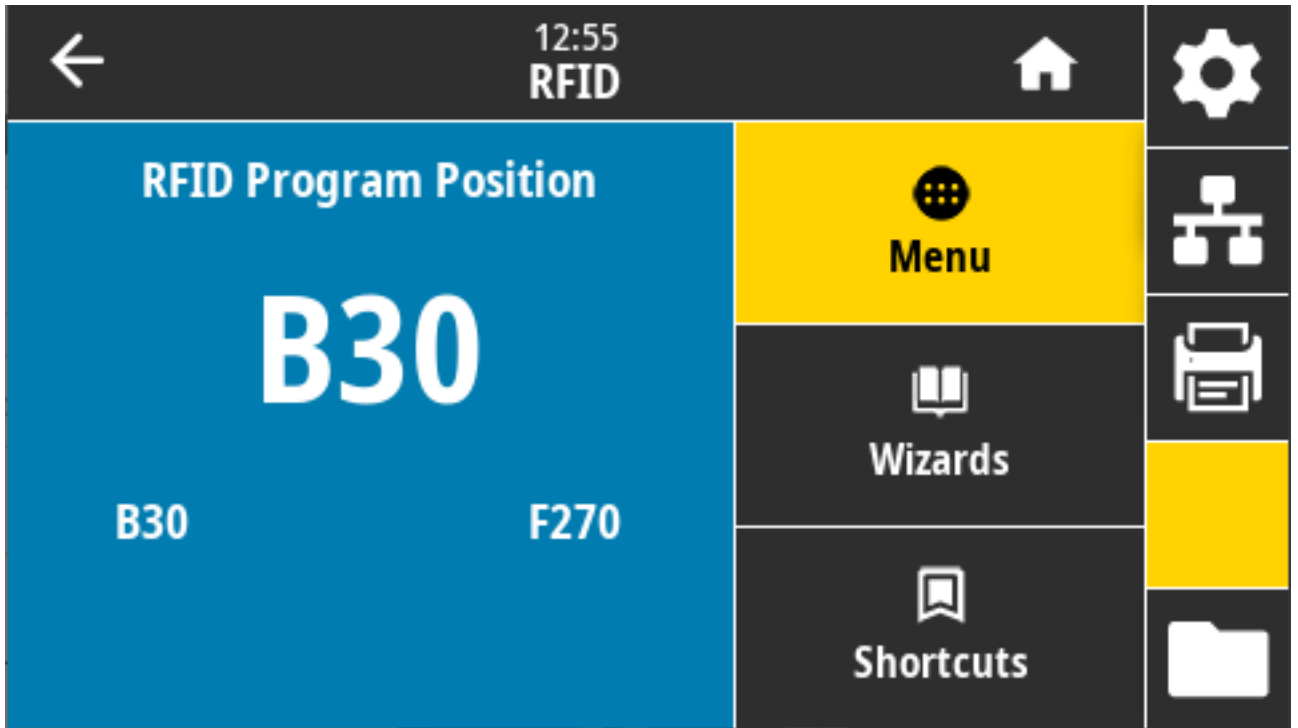 12:55
RFID
RFID Program Position
B30
B30 F270
Menu
Wizards
Shortcuts